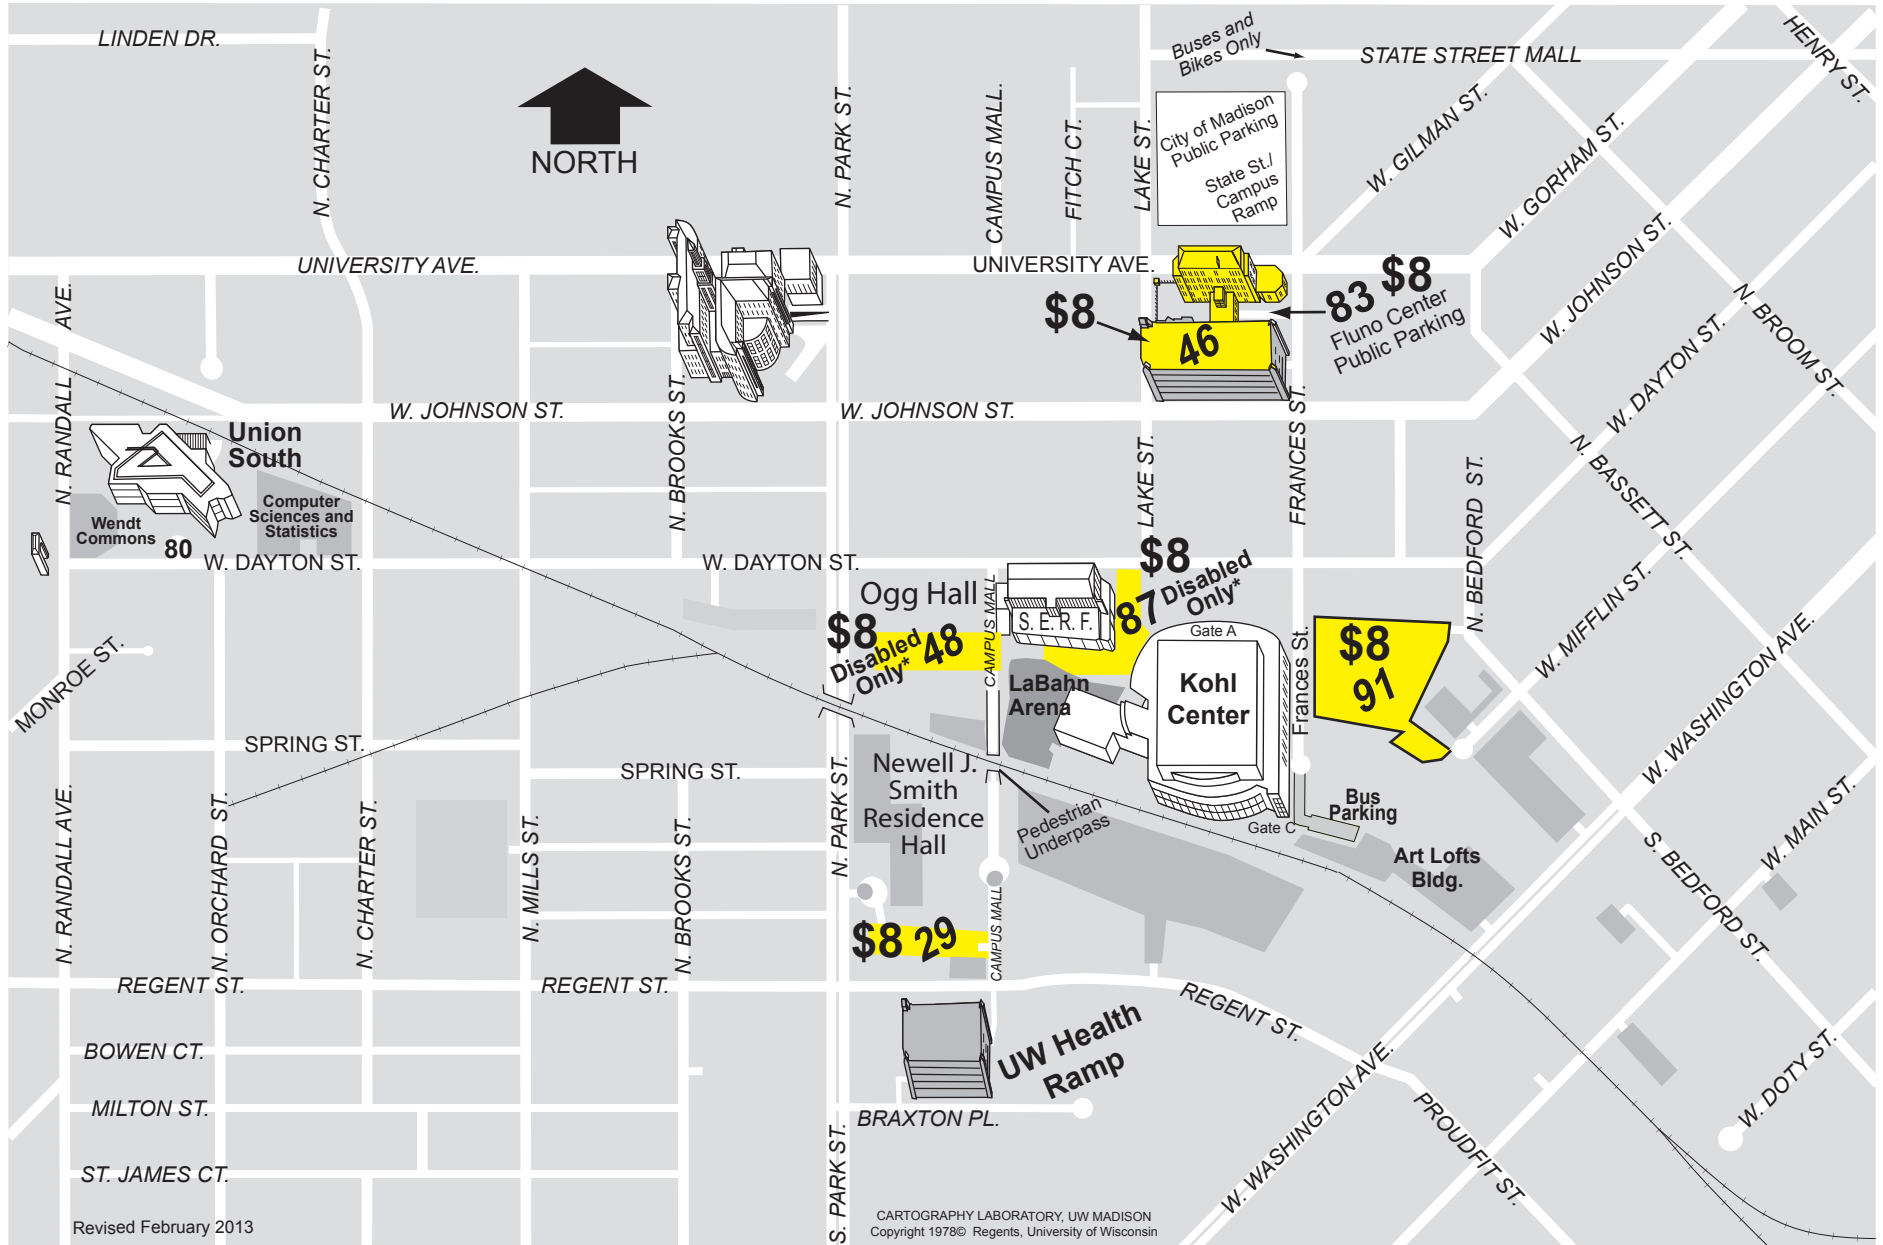 LINDEN DR.
N. CHARTER ST.
NORTH
N. PARK ST.
CAMPUS MALL.
FITCH CT.
LAKE ST.
Buses and
Bikes Only
STATE STREET MALL
HENRY ST.
City of Madison
Public Parking
State St./
Campus
Ramp
W. GILMAN ST.
W. GORHAM ST.
W. JOHNSON ST.
UNIVERSITY AVE.
UNIVERSITY AVE.
$8
46
83 $8
Fluno Center
Public Parking
W. JOHNSON ST.
N. BROOM ST.
W. DAYTON ST.
N. RANDALL AVE.
W. JOHNSON ST.
W. JOHNSON ST.
N. BROOKS ST.
FRANCES ST.
LAKE ST.
N. BEDFORD ST.
N. BASSETT ST.
Union
South
Computer
Sciences and
Statistics
Wendt
Commons
80
W. DAYTON ST.
W. DAYTON ST.
Ogg Hall
$8
Disabled
Only*
48
CAMPUS MALL
S. E. R. F.
$8
87
Disabled
Only*
Gate A
Kohl
Center
LaBahn
Arena
Frances St.
$8
91
W. MIFFLIN ST.
W. WASHINGTON AVE.
MONROE ST.
SPRING ST.
SPRING ST.
Newell J.
Smith
Residence
Hall
Pedestrian
Underpass
Gate C
Bus
Parking
Art Lofts
Bldg.
S. BEDFORD ST.
W. MAIN ST.
N. RANDALL AVE.
N. ORCHARD ST.
N. CHARTER ST.
N. MILLS ST.
N. BROOKS ST.
N. PARK ST.
$8 29
CAMPUS MALL
REGENT ST.
REGENT ST.
REGENT ST.
UW Health
Ramp
BOWEN CT.
MILTON ST.
ST. JAMES CT.
BRAXTON PL.
S. PARK ST.
W. WASHINGTON AVE.
PROUDFIT ST.
W. DOTY ST.
Revised February 2013
CARTOGRAPHY LABORATORY, UW MADISON
Copyright 1978© Regents, University of Wisconsin